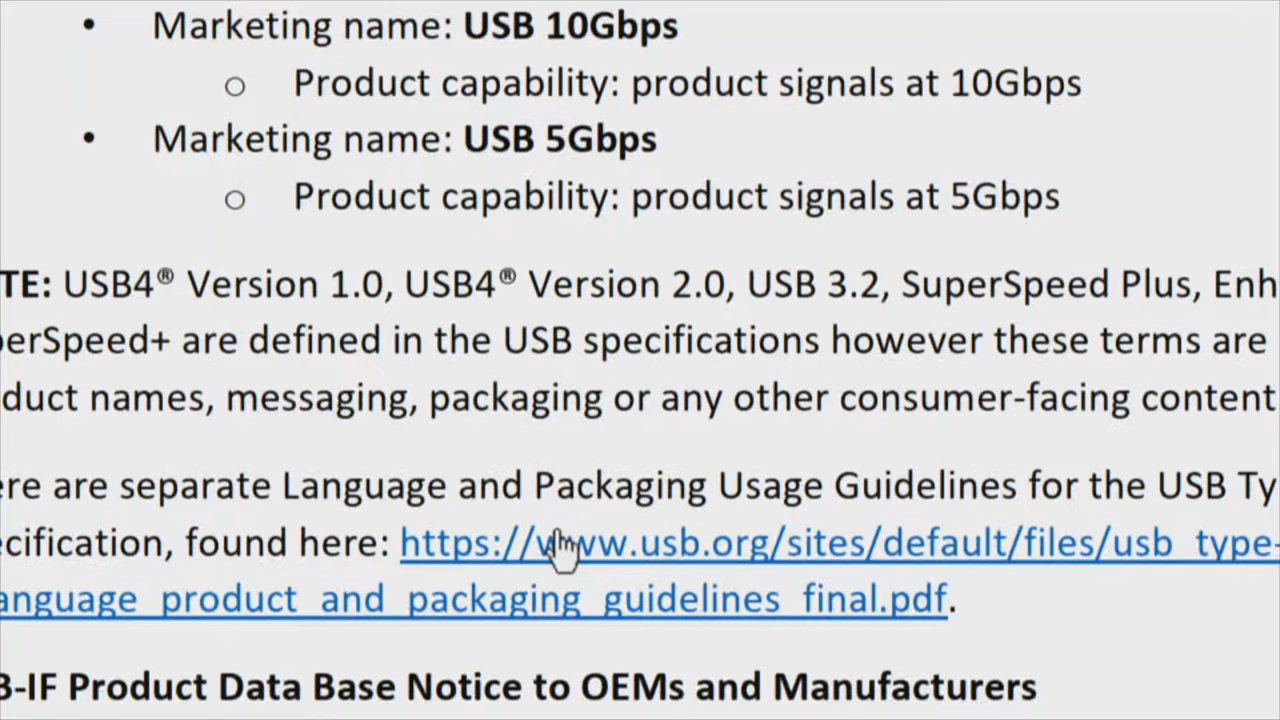 • Marketing name: USB 10Gbps
○ Product capability: product signals at 10Gbps
• Marketing name: USB 5Gbps
○ Product capability: product signals at 5Gbps
TE: USB4® Version 1.0, USB4® Version 2.0, USB 3.2, SuperSpeed Plus, Enh
erSpeed+ are defined in the USB specifications however these terms are
duct names, messaging, packaging or any other consumer-facing content
re are separate Language and Packaging Usage Guidelines for the USB Ty
cification, found here: https://www.usb.org/sites/default/files/usb_type-
anguage_product_and_packaging_guidelines_final.pdf.
B-IF Product Data Base Notice to OEMs and Manufacturers